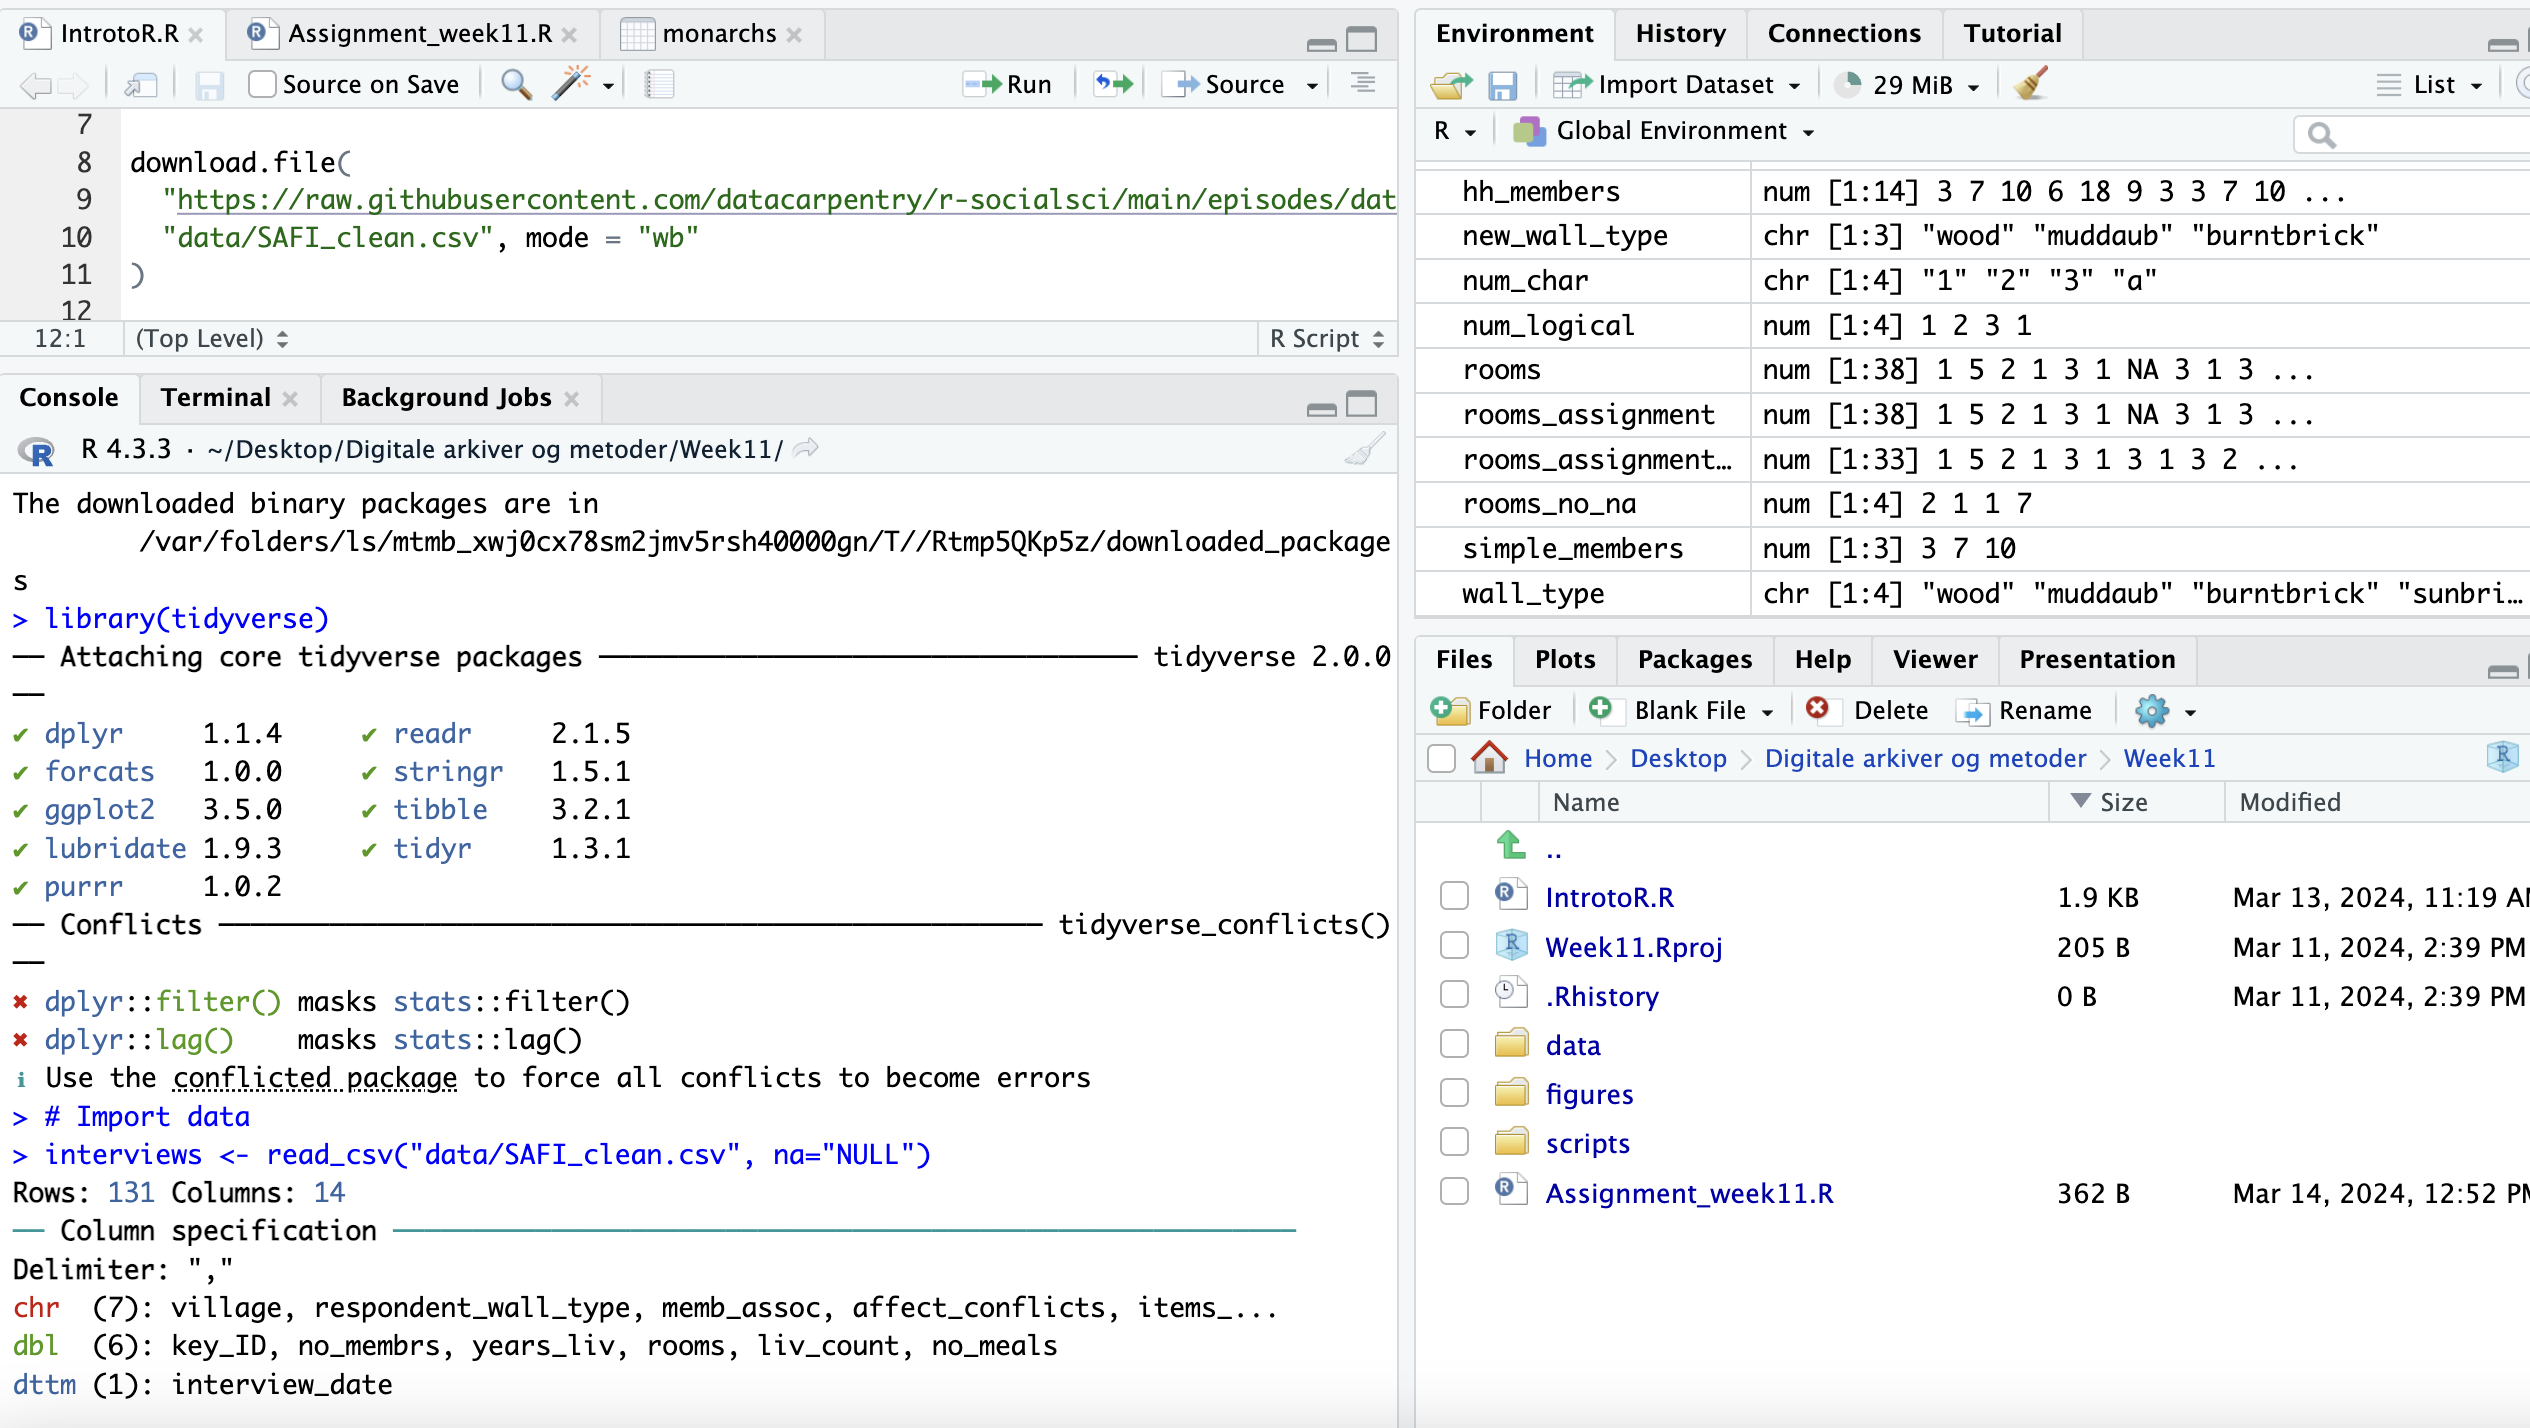 IntrotoR.R
Assignment_week11.R
monarchs
Source on Save
Run
Source
7
8 download.file(
9 "https://raw.githubusercontent.com/datacarpentry/r-socialsci/main/episodes/dat
10 "data/SAFI_clean.csv", mode = "wb"
11 )
12
12:1 (Top Level) R Script
Console Terminal Background Jobs
R 4.3.3 · ~/Desktop/Digitale arkiver og metoder/Week11/
The downloaded binary packages are in
/var/folders/ls/mtmb_xwj0cx78sm2jmv5rsh40000gn/T//Rtmp5QKp5z/downloaded_package
s
> library(tidyverse)
── Attaching core tidyverse packages ────────────────── tidyverse 2.0.0
──
✔ dplyr 1.1.4 ✔ readr 2.1.5
✔ forcats 1.0.0 ✔ stringr 1.5.1
✔ ggplot2 3.5.0 ✔ tibble 3.2.1
✔ lubridate 1.9.3 ✔ tidyr 1.3.1
✔ purrr 1.0.2
── Conflicts ────────────────── tidyverse_conflicts()
──
✖ dplyr::filter() masks stats::filter()
✖ dplyr::lag() masks stats::lag()
ℹ Use the conflicted package to force all conflicts to become errors
> # Import data
> interviews <- read_csv("data/SAFI_clean.csv", na="NULL")
Rows: 131 Columns: 14
── Column specification ──────────────────
Delimiter: ","
chr (7): village, respondent_wall_type, memb_assoc, affect_conflicts, items_...
dbl (6): key_ID, no_membrs, years_liv, rooms, liv_count, no_meals
dttm (1): interview_date
Environment History Connections Tutorial
Import Dataset 29 MiB List
R Global Environment
hh_members num [1:14] 3 7 10 6 18 9 3 3 7 10 ...
new_wall_type chr [1:3] "wood" "muddaub" "burntbrick"
num_char chr [1:4] "1" "2" "3" "a"
num_logical num [1:4] 1 2 3 1
rooms num [1:38] 1 5 2 1 3 1 NA 3 1 3 ...
rooms_assignment num [1:38] 1 5 2 1 3 1 NA 3 1 3 ...
rooms_assignment… num [1:33] 1 5 2 1 3 1 3 1 3 2 ...
rooms_no_na num [1:4] 2 1 1 7
simple_members num [1:3] 3 7 10
wall_type chr [1:4] "wood" "muddaub" "burntbrick" "sunbri…
Files Plots Packages Help Viewer Presentation
Folder Blank File Delete Rename
Home Desktop Digitale arkiver og metoder Week11
Name Size Modified
..
IntrotoR.R 1.9 KB Mar 13, 2024, 11:19 AM
Week11.Rproj 205 B Mar 11, 2024, 2:39 PM
.Rhistory 0 B Mar 11, 2024, 2:39 PM
data
figures
scripts
Assignment_week11.R 362 B Mar 14, 2024, 12:52 PM